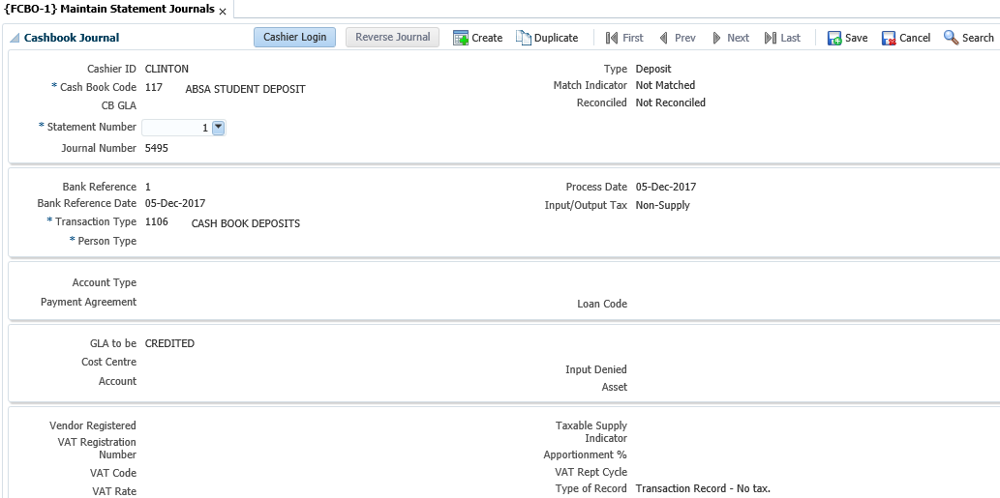 {FCBO-1} Maintain Statement Journals x
Cashbook Journal Cashier Login Reverse Journal Create Duplicate First Prev Next Last Save Cancel Search
Cashier ID CLINTON Type Deposit
* Cash Book Code 117 ABSA STUDENT DEPOSIT Match Indicator Not Matched
CB GLA Reconciled Not Reconciled
* Statement Number 1
Journal Number 5495
Bank Reference 1 Process Date 05-Dec-2017
Bank Reference Date 05-Dec-2017 Input/Output Tax Non-Supply
* Transaction Type 1106 CASH BOOK DEPOSITS
* Person Type
Account Type
Payment Agreement Loan Code
GLA to be CREDITED
Cost Centre Input Denied
Account Asset
Vendor Registered Taxable Supply
Indicator
VAT Registration
Number Apportionment %
VAT Code VAT Rept Cycle
VAT Rate Type of Record Transaction Record - No tax.